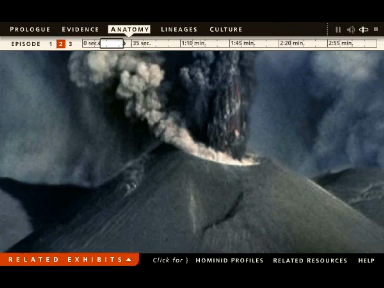 PROLOGUE EVIDENCE ANATOMY LINEAGES CULTURE
EPISODE 1 2 3 0 sec. 35 sec. 1:10 min. 1:45 min. 2:20 min. 2:55 min.
RELATED EXHIBITS Click for ) HOMINID PROFILES RELATED RESOURCES HELP